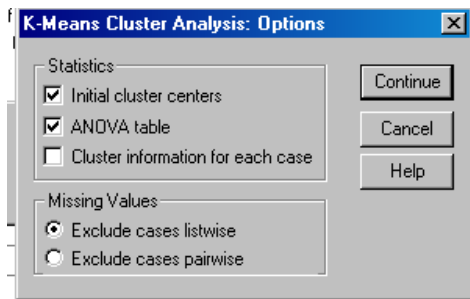 K-Means Cluster Analysis: Options
Statistics
Initial cluster centers
ANOVA table
Cluster information for each case
Missing Values
Exclude cases listwise
Exclude cases pairwise
Continue
Cancel
Help